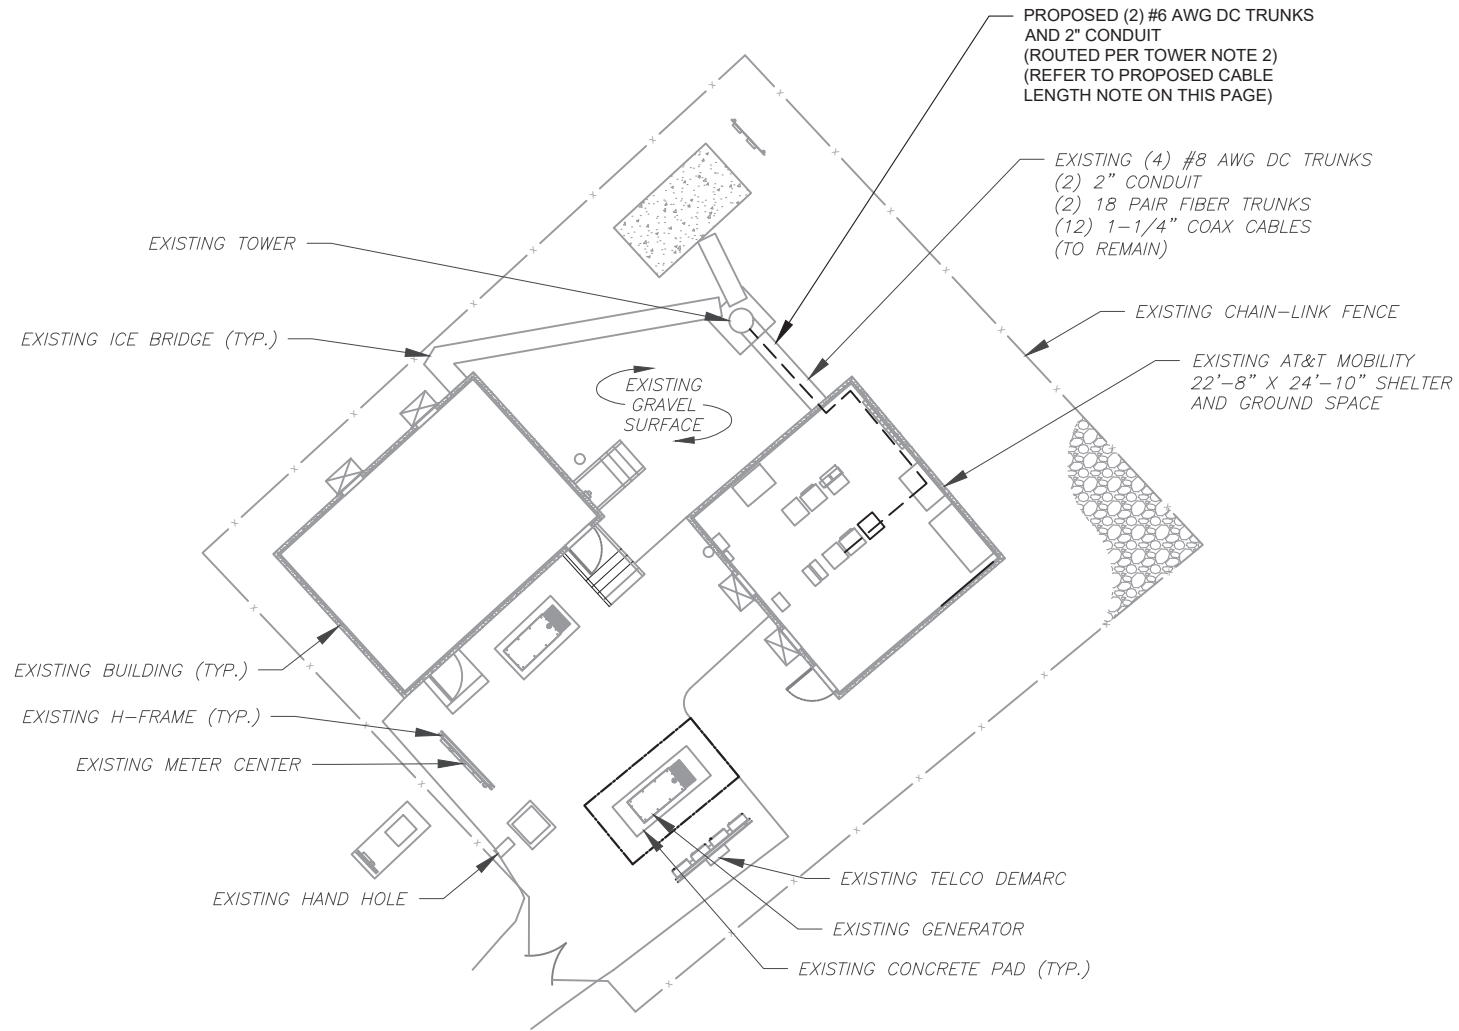 PROPOSED (2) #6 AWG DC TRUNKS
AND 2" CONDUIT
(ROUTED PER TOWER NOTE 2)
(REFER TO PROPOSED CABLE
LENGTH NOTE ON THIS PAGE)
EXISTING (4) #8 AWG DC TRUNKS
(2) 2" CONDUIT
(2) 18 PAIR FIBER TRUNKS
(12) 1-1/4" COAX CABLES
(TO REMAIN)
EXISTING TOWER
EXISTING CHAIN-LINK FENCE
EXISTING ICE BRIDGE (TYP.)
EXISTING AT&T MOBILITY
22'-8" X 24'-10" SHELTER
AND GROUND SPACE
EXISTING
GRAVEL
SURFACE
EXISTING BUILDING (TYP.)
EXISTING H-FRAME (TYP.)
EXISTING METER CENTER
EXISTING HAND HOLE
EXISTING TELCO DEMARC
EXISTING GENERATOR
EXISTING CONCRETE PAD (TYP.)